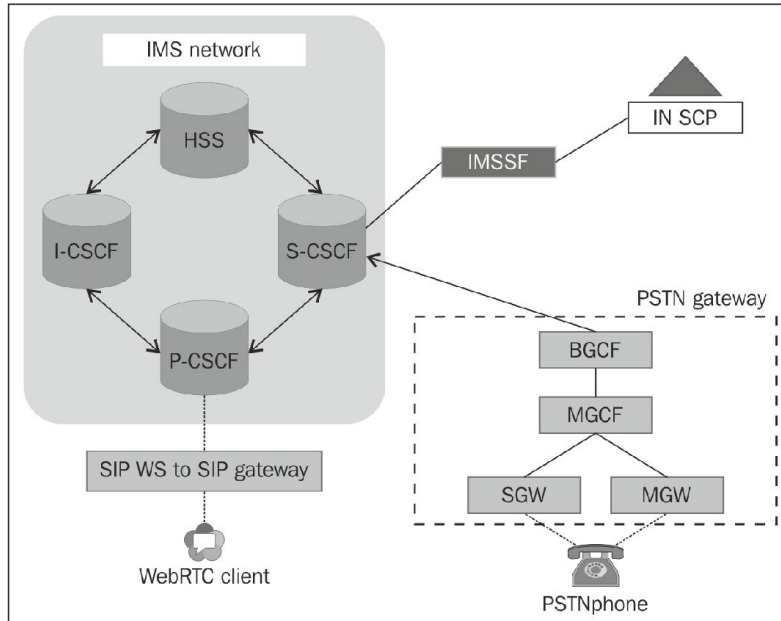 IMS network
HSS
IN SCP
IMSSF
I-CSCF
S-CSCF
PSTN gateway
BGCF
P-CSCF
MGCF
SIP WS to SIP gateway
SGW
MGW
WebRTC client
PSTNphone